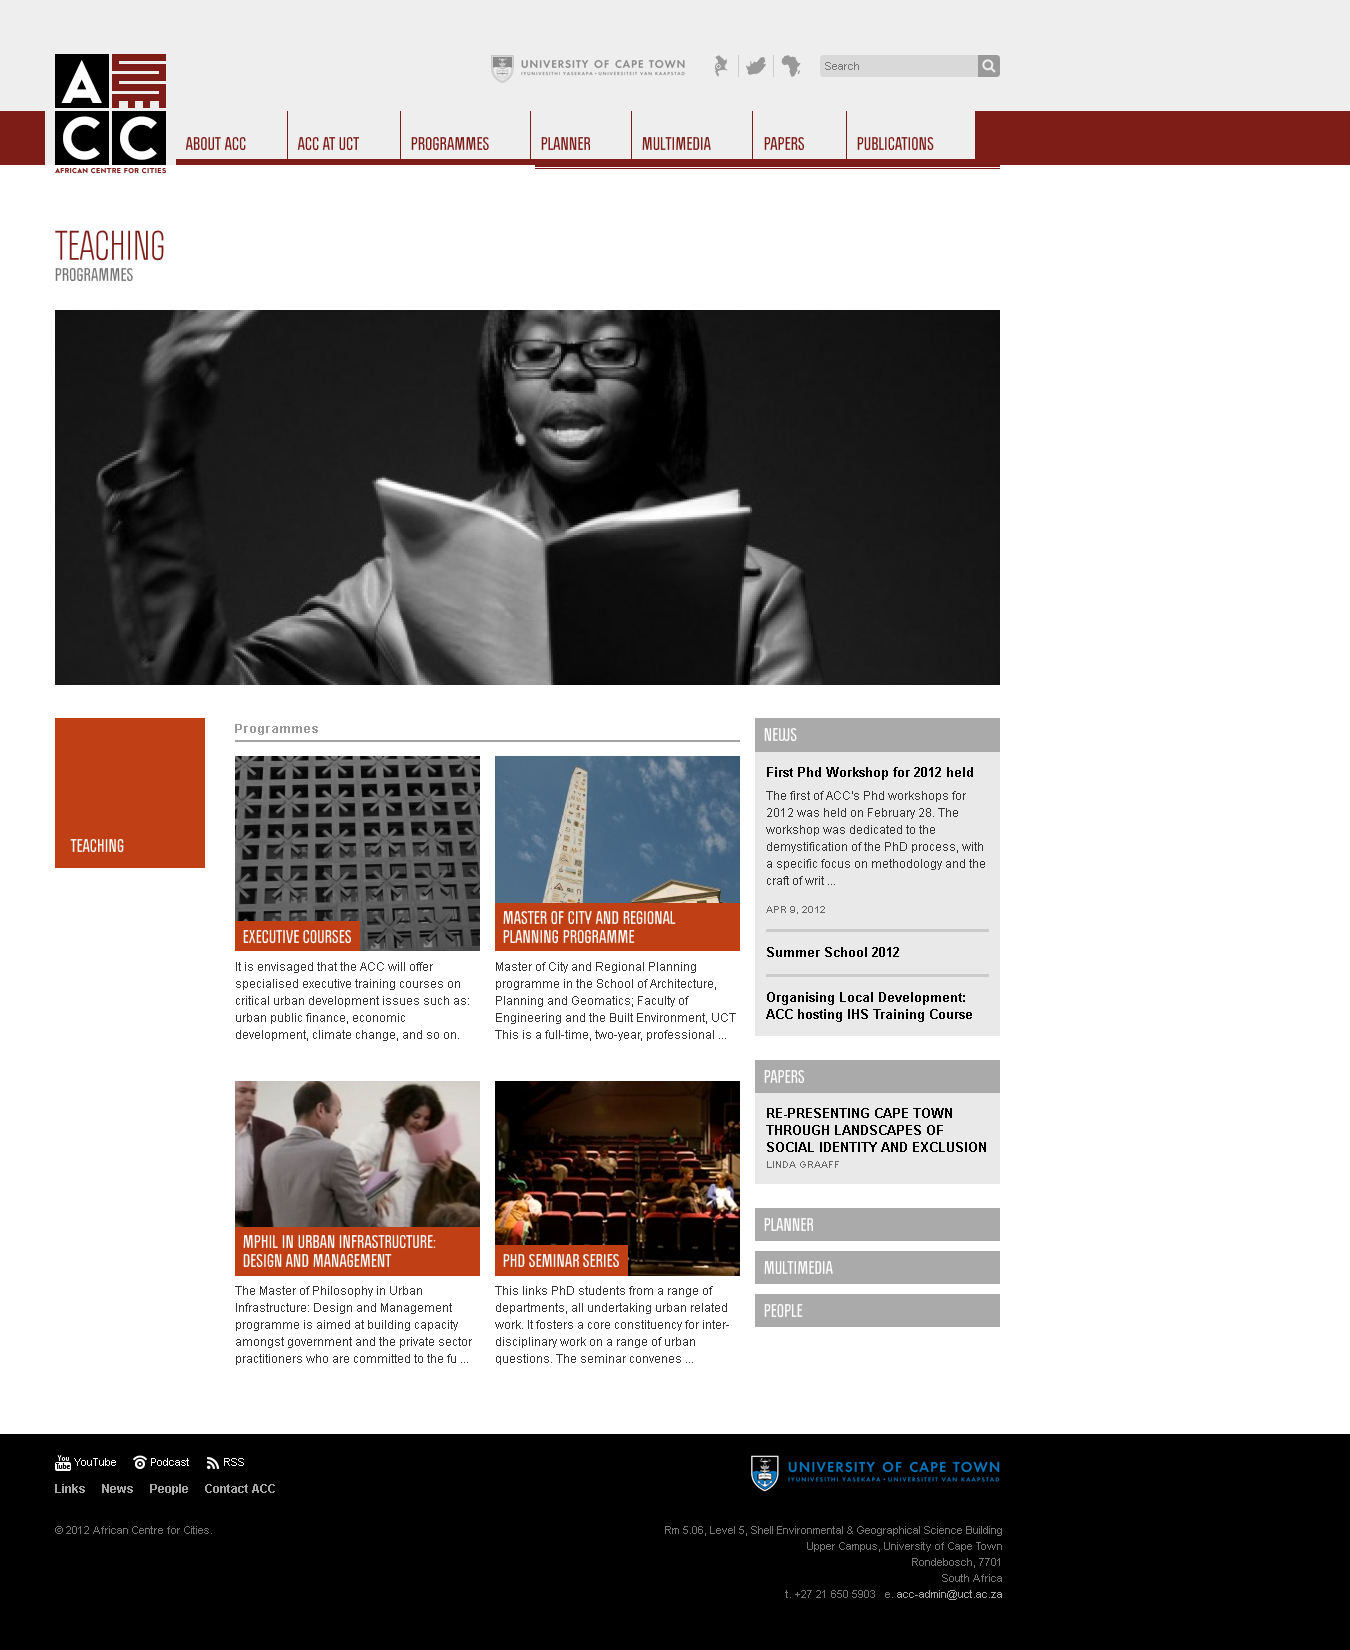 UNIVERSITY OF CAPE TOWN
IYUNIVESITHI YASEKAPA • UNIVERSITEIT VAN KAAPSTAD
Search
A
CC
AFRICAN CENTRE FOR CITIES
ABOUT ACC
ACC AT UCT
PROGRAMMES
PLANNER
MULTIMEDIA
PAPERS
PUBLICATIONS
TEACHING
PROGRAMMES
TEACHING
Programmes
EXECUTIVE COURSES
It is envisaged that the ACC will offer
specialised executive training courses on
critical urban development issues such as:
urban public finance, economic
development, climate change, and so on.
MASTER OF CITY AND REGIONAL
PLANNING PROGRAMME
Master of City and Regional Planning
programme in the School of Architecture,
Planning and Geomatics; Faculty of
Engineering and the Built Environment, UCT
This is a full-time, two-year, professional ...
MPHIL IN URBAN INFRASTRUCTURE:
DESIGN AND MANAGEMENT
The Master of Philosophy in Urban
Infrastructure: Design and Management
programme is aimed at building capacity
amongst government and the private sector
practitioners who are committed to the fu ...
PHD SEMINAR SERIES
This links PhD students from a range of
departments, all undertaking urban related
work. It fosters a core constituency for inter-
disciplinary work on a range of urban
questions. The seminar convenes ...
NEWS
First Phd Workshop for 2012 held
The first of ACC's Phd workshops for
2012 was held on February 28. The
workshop was dedicated to the
demystification of the PhD process, with
a specific focus on methodology and the
craft of writ ...
APR 9, 2012
Summer School 2012
Organising Local Development:
ACC hosting IHS Training Course
PAPERS
RE-PRESENTING CAPE TOWN
THROUGH LANDSCAPES OF
SOCIAL IDENTITY AND EXCLUSION
LINDA GRAAFF
PLANNER
MULTIMEDIA
PEOPLE
You Tube YouTube
Podcast
RSS
Links
News
People
Contact ACC
© 2012 African Centre for Cities.
UNIVERSITY OF CAPE TOWN
IYUNIVESITHI YASEKAPA • UNIVERSITEIT VAN KAAPSTAD
Rm 5.06, Level 5, Shell Environmental & Geographical Science Building
Upper Campus, University of Cape Town
Rondebosch, 7701
South Africa
t. +27 21 650 5903 e. acc-admin@uct.ac.za